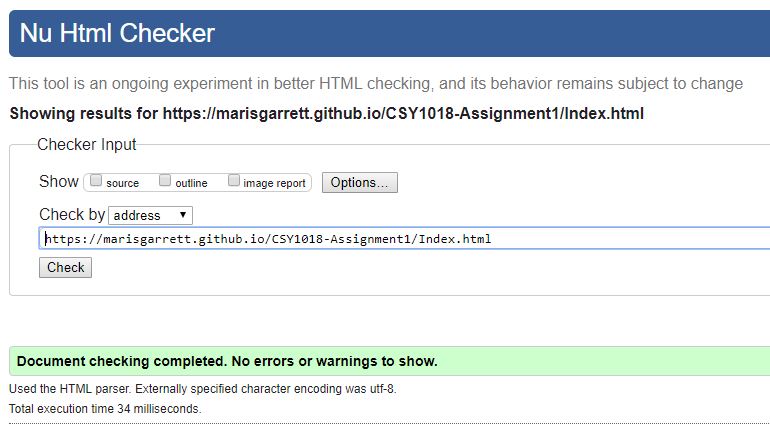 Nu Html Checker
This tool is an ongoing experiment in better HTML checking, and its behavior remains subject to change
Showing results for https://marisgarrett.github.io/CSY1018-Assignment1/Index.html
Checker Input
Show source outline image report Options...
Check by address
https://marisgarrett.github.io/CSY1018-Assignment1/Index.html
Check
Document checking completed. No errors or warnings to show.
Used the HTML parser. Externally specified character encoding was utf-8.
Total execution time 34 milliseconds.